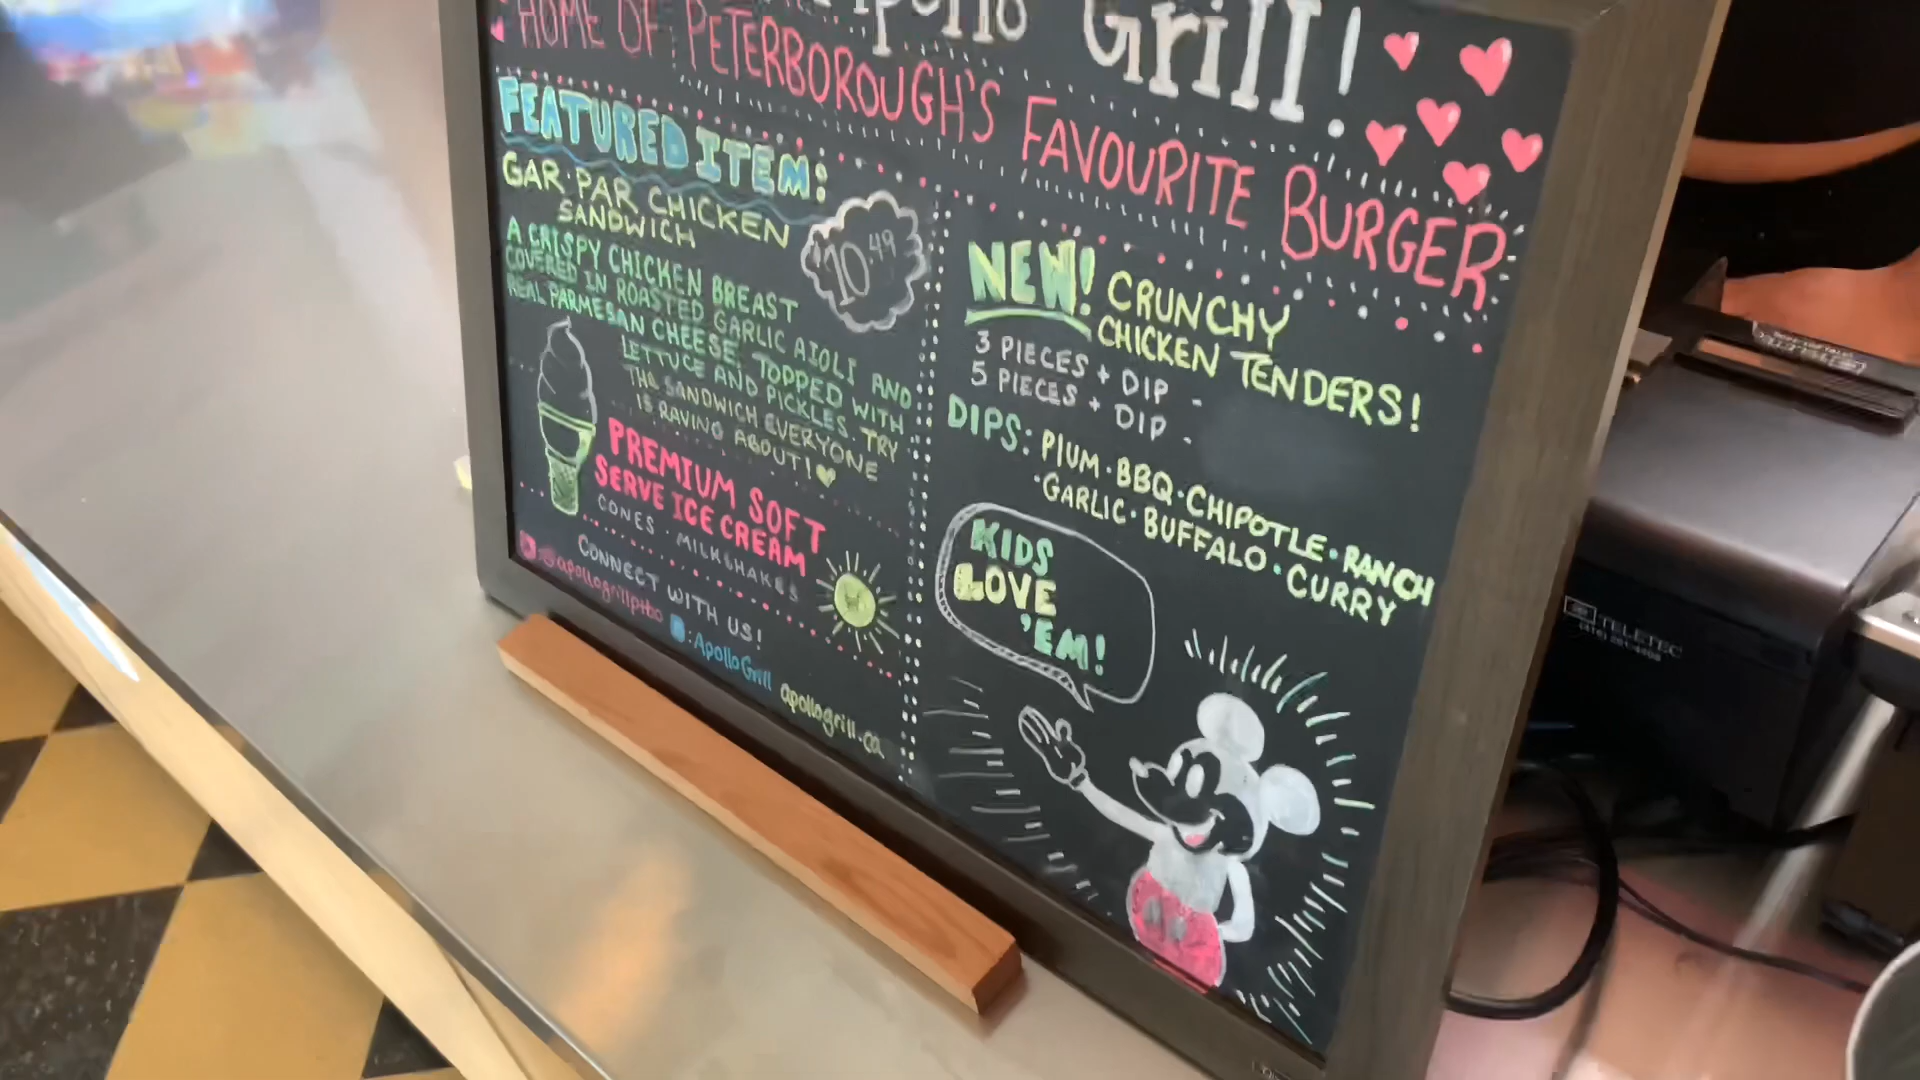 Grill!
HOME OF PETERBOROUGH'S FAVOURITE BURGER
FEATURED ITEM:
GAR·PAR CHICKEN
SANDWICH
10.49
A CRISPY CHICKEN BREAST
COVERED IN ROASTED GARLIC AIOLI AND
REAL PARMESAN CHEESE, TOPPED WITH
LETTUCE AND PICKLES. TRY
THE SANDWICH EVERYONE
IS RAVING ABOUT!
PREMIUM SOFT
SERVE ICE CREAM
CONES · MILKSHAKES
CONNECT WITH US!
@apollogrillptbo
:ApolloGrill
apollogrill.ca
NEW! CRUNCHY
CHICKEN TENDERS!
3 PIECES + DIP -
5 PIECES + DIP -
DIPS: PLUM·BBQ·CHIPOTLE·RANCH
·GARLIC·BUFFALO·CURRY
KIDS
LOVE
'EM!
TELETEC